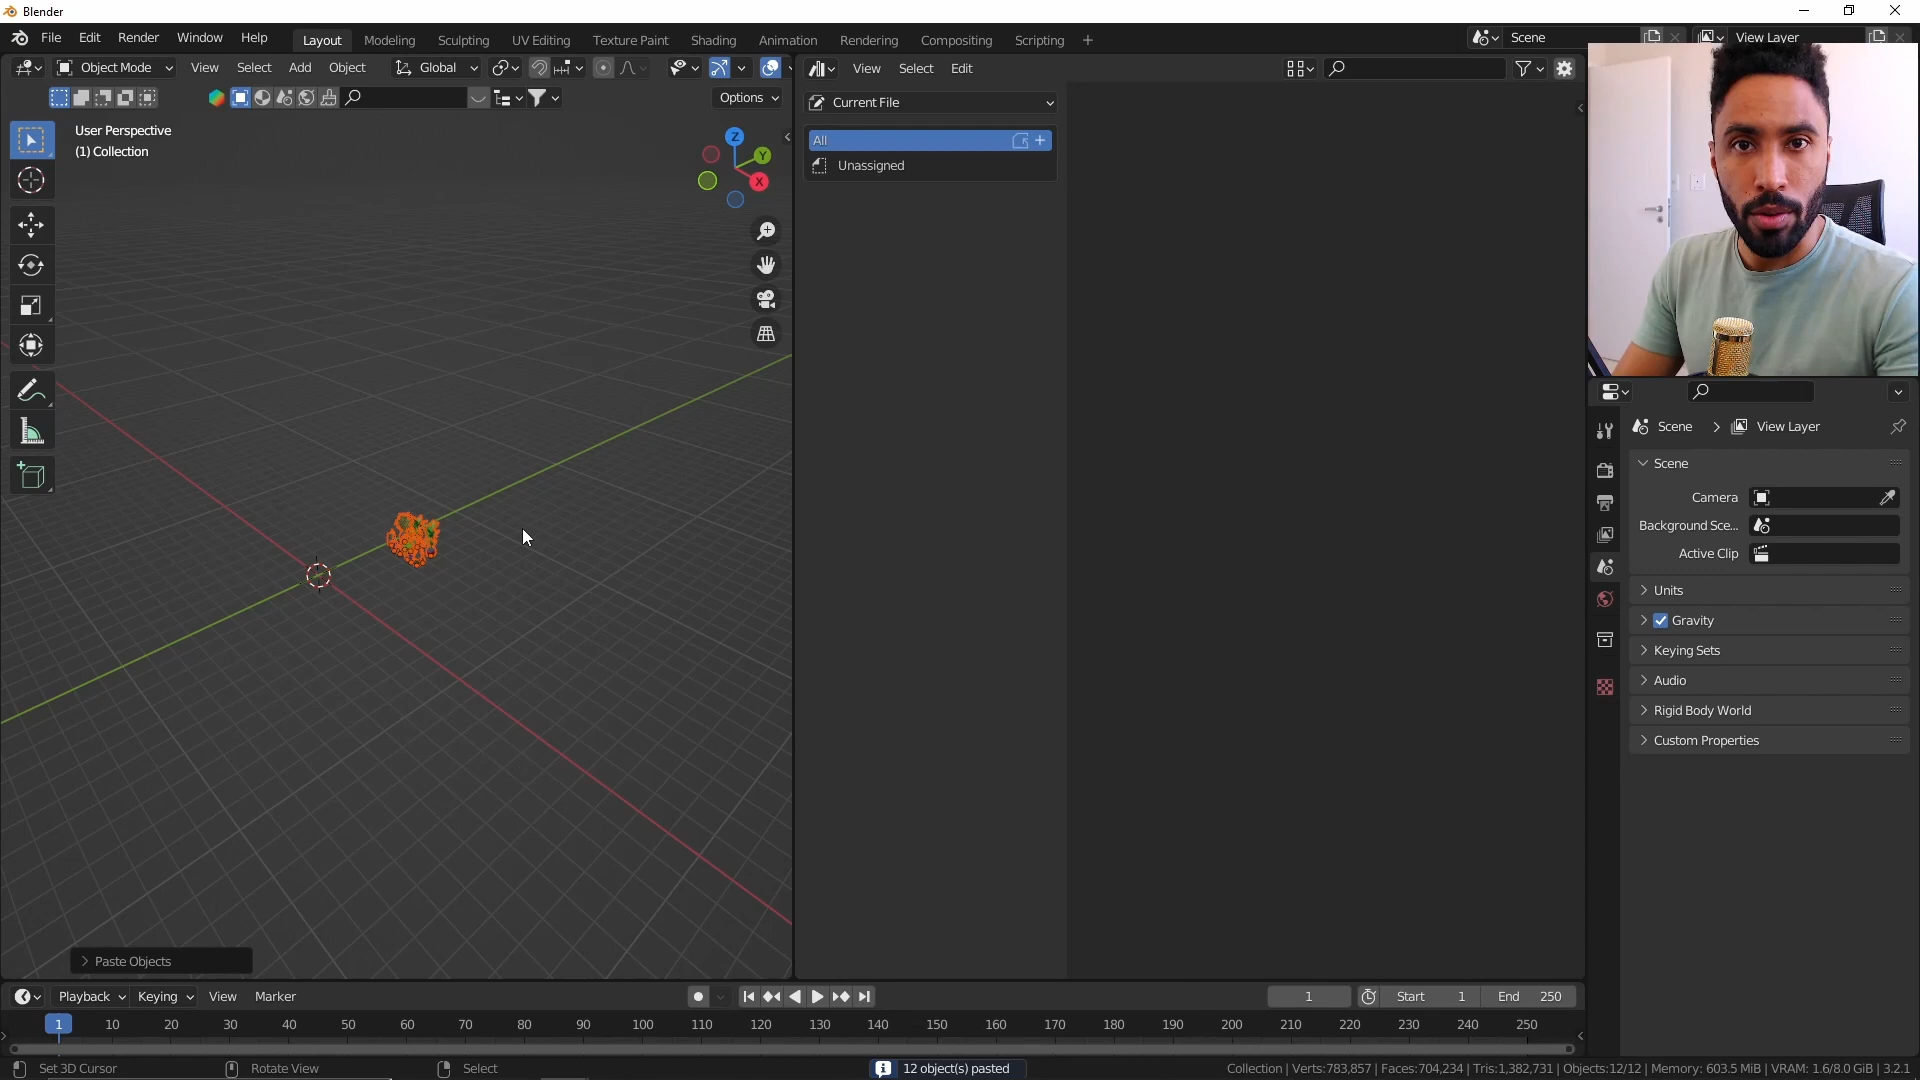 Blender
File Edit Render Window Help Layout Modeling Sculpting UV Editing Texture Paint Shading Animation Rendering Compositing Scripting + Scene View Layer
Object Mode View Select Add Object Global
Options
User Perspective
(1) Collection
Z
Y
X
Paste Objects
View Select Edit
Current File
All
Unassigned
Scene > View Layer
Scene
Camera
Background Sce...
Active Clip
Units
Gravity
Keying Sets
Audio
Rigid Body World
Custom Properties
Playback Keying View Marker 1 Start 1 End 250
1 10 20 30 40 50 60 70 80 90 100 110 120 130 140 150 160 170 180 190 200 210 220 230 240 250
Set 3D Cursor Rotate View Select 12 object(s) pasted Collection | Verts:783,857 | Faces:704,234 | Tris:1,382,731 | Objects:12/12 | Memory: 603.5 MiB | VRAM: 1.6/8.0 GiB | 3.2.1